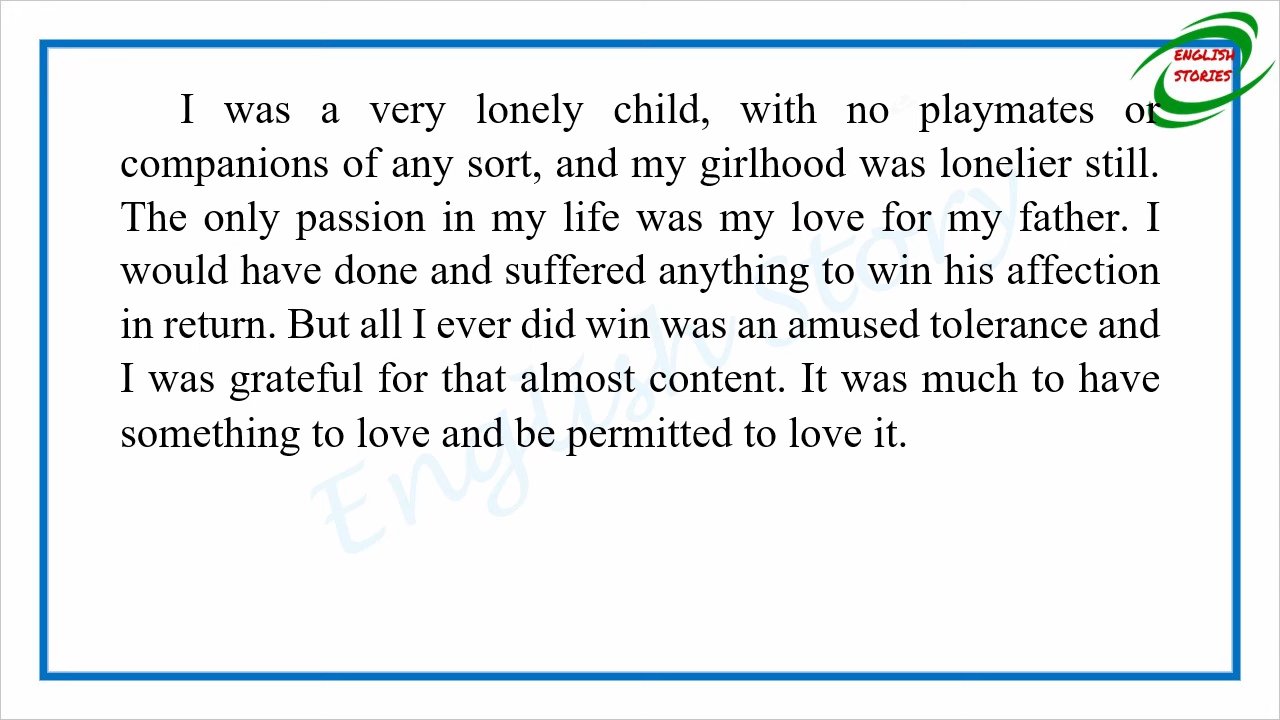 ENGLISH
STORIES
I was a very lonely child, with no playmates or
companions of any sort, and my girlhood was lonelier still.
The only passion in my life was my love for my father. I
would have done and suffered anything to win his affection
in return. But all I ever did win was an amused tolerance and
I was grateful for that almost content. It was much to have
something to love and be permitted to love it.
English Story